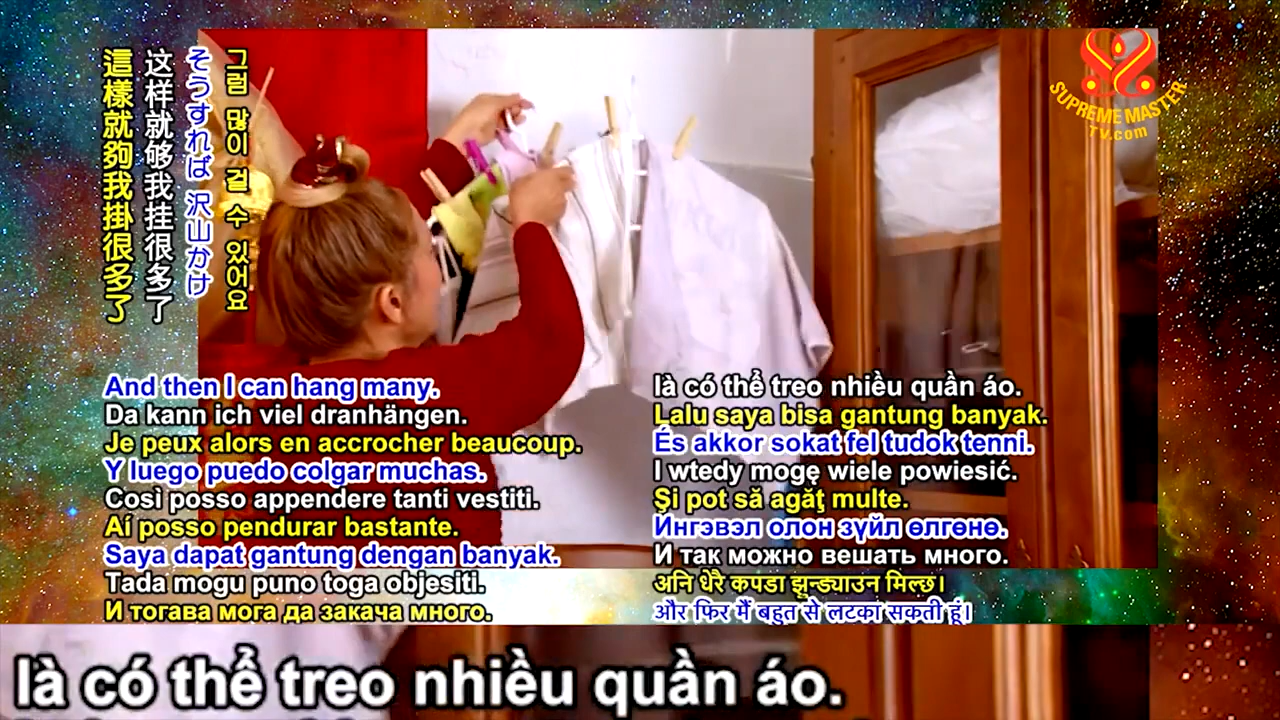 這樣就夠我掛很多了
这样就够我挂很多了
そうすれば 沢山かけ
그럼 많이 걸 수 있어요
SUPREME MASTER
TV.com
And then I can hang many.
Da kann ich viel dranhängen.
Je peux alors en accrocher beaucoup.
Y luego puedo colgar muchas.
Così posso appendere tanti vestiti.
Aí posso pendurar bastante.
Saya dapat gantung dengan banyak.
Tada mogu puno toga objesiti.
И тогава мога да закача много.
là có thể treo nhiều quần áo.
Lalu saya bisa gantung banyak.
És akkor sokat fel tudok tenni.
I wtedy mogę wiele powiesić.
Şi pot să agăţ multe.
Ингэвэл олон зүйл өлгөнө.
И так можно вешать много.
अनि धेरै कपडा झुन्ड्याउन मिल्छ।
और फिर मैं बहुत से लटका सकती हूं।
là có thể treo nhiều quần áo.